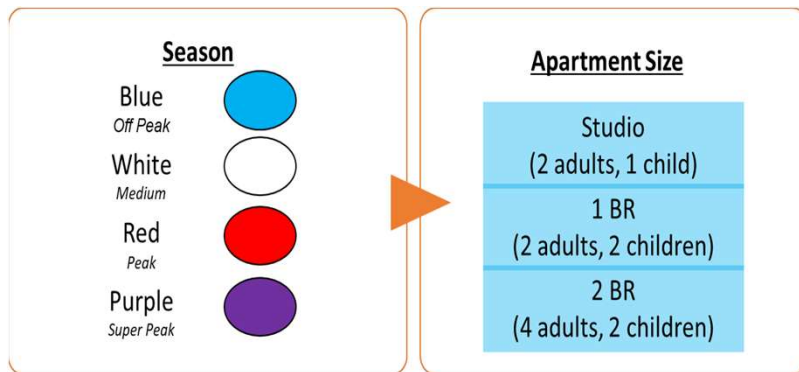 Season
Blue
Off Peak
White
Medium
Red
Peak
Purple
Super Peak
Apartment Size
Studio
(2 adults, 1 child)
1 BR
(2 adults, 2 children)
2 BR
(4 adults, 2 children)